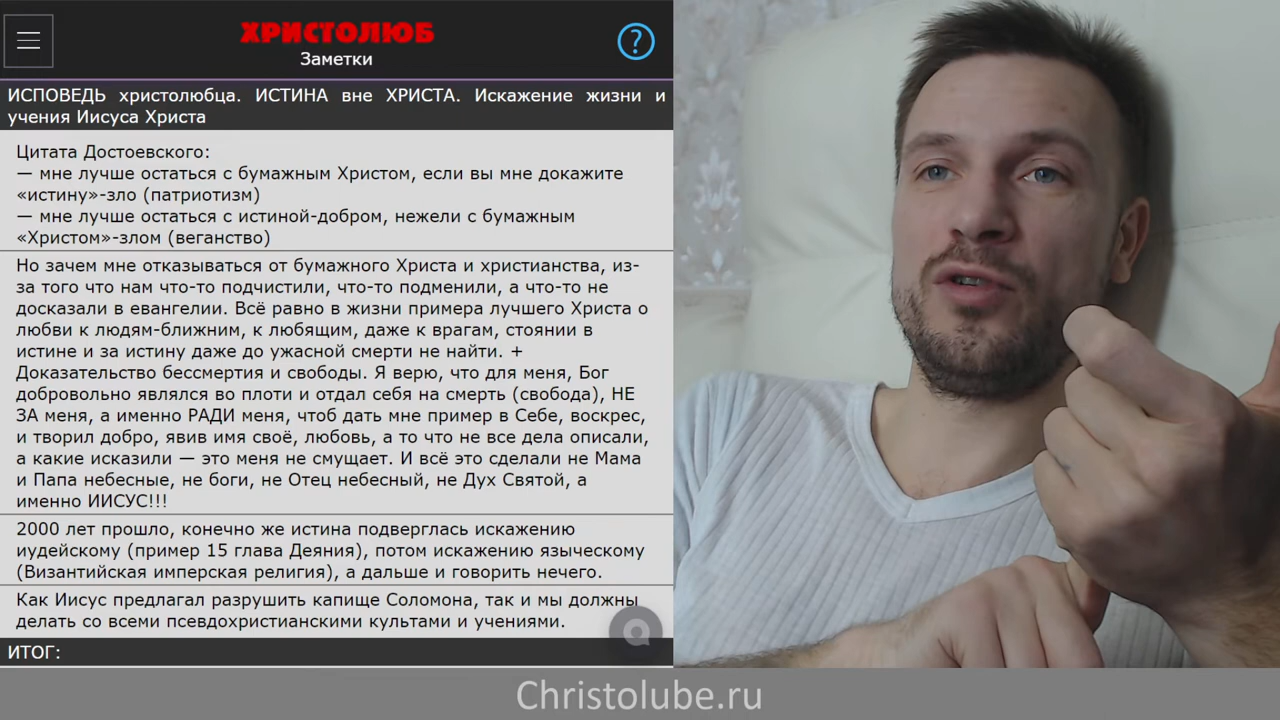 ХРИСТОЛЮБ
Заметки
ИСПОВЕДЬ христолюбца. ИСТИНА вне ХРИСТА. Искажение жизни и
учения Иисуса Христа
Цитата Достоевского:
— мне лучше остаться с бумажным Христом, если вы мне докажите
«истину»-зло (патриотизм)
— мне лучше остаться с истиной-добром, нежели с бумажным
«Христом»-злом (веганство)
Но зачем мне отказываться от бумажного Христа и христианства, из-
за того что нам что-то подчистили, что-то подменили, а что-то не
досказали в евангелии. Всё равно в жизни примера лучшего Христа о
любви к людям-ближним, к любящим, даже к врагам, стоянии в
истине и за истину даже до ужасной смерти не найти. +
Доказательство бессмертия и свободы. Я верю, что для меня, Бог
добровольно являлся во плоти и отдал себя на смерть (свобода), НЕ
ЗА меня, а именно РАДИ меня, чтоб дать мне пример в Себе, воскрес,
и творил добро, явив имя своё, любовь, а то что не все дела описали,
а какие исказили — это меня не смущает. И всё это сделали не Мама
и Папа небесные, не боги, не Отец небесный, не Дух Святой, а
именно ИИСУС!!!
2000 лет прошло, конечно же истина подверглась искажению
иудейскому (пример 15 глава Деяния), потом искажению языческому
(Византийская имперская религия), а дальше и говорить нечего.
Как Иисус предлагал разрушить капище Соломона, так и мы должны
делать со всеми псевдохристианскими культами и учениями.
ИТОГ:
Christolube.ru